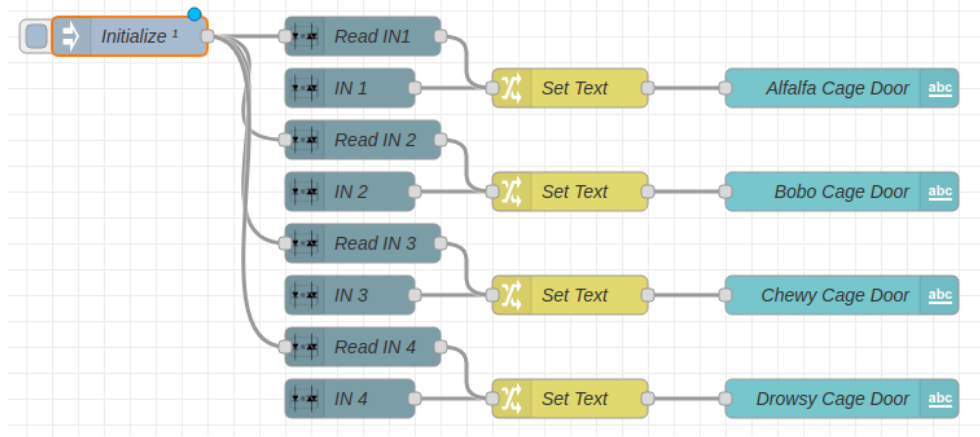 Initialize ¹
Read IN1
IN 1
Set Text
Alfalfa Cage Door
abc
Read IN 2
IN 2
Set Text
Bobo Cage Door
abc
Read IN 3
IN 3
Set Text
Chewy Cage Door
abc
Read IN 4
IN 4
Set Text
Drowsy Cage Door
abc